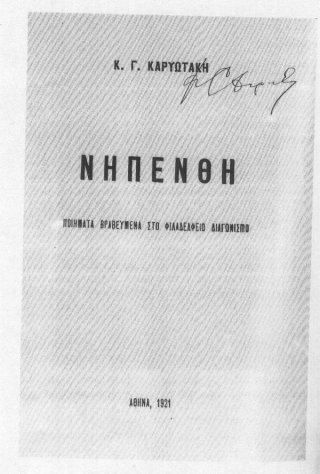 Κ. Γ. ΚΑΡΥΩΤΑΚΗ
ΝΗΠΕΝΘΗ
ΠΟΙΗΜΑΤΑ ΒΡΑΒΕΥΜΕΝΑ ΣΤΟ ΦΙΛΑΔΕΛΦΕΙΟ ΔΙΑΓΩΝΙΣΜΟ
ΑΘΗΝΑ, 1921